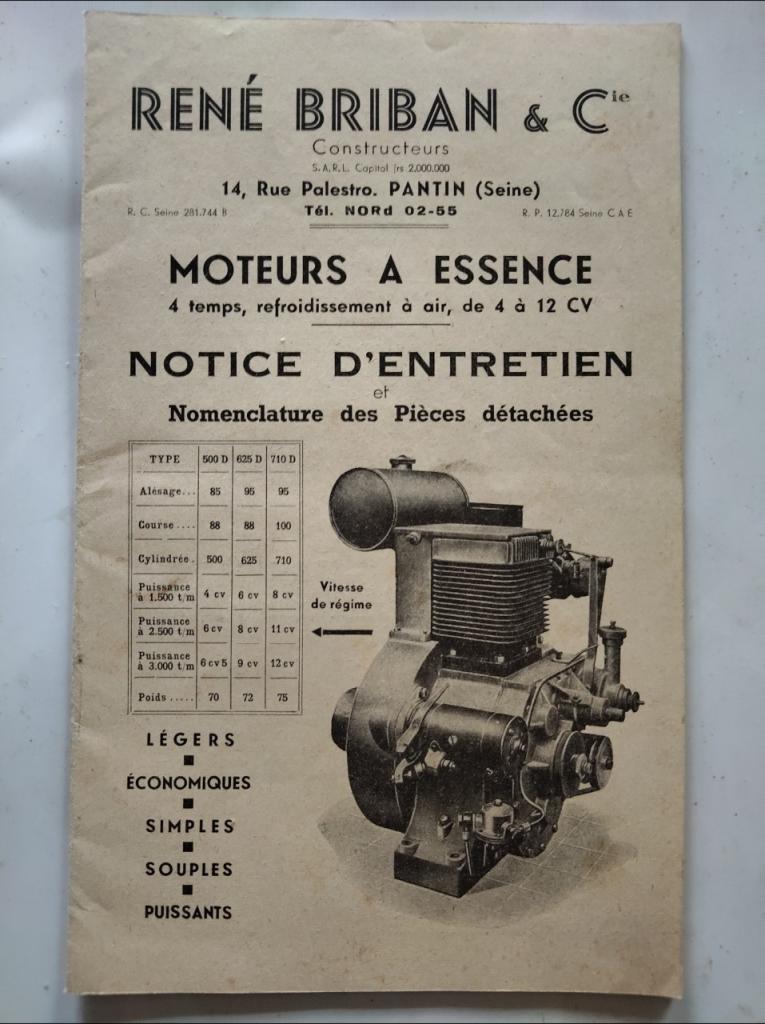 RENÉ BRIBAN & Cie
Constructeurs
S.A.R.L. Capital frs 2.000.000
14, Rue Palestro. PANTIN (Seine)
R. C. Seine 281.744 B Tél. NORd 02-55 R. P. 12.784 Seine C A E
MOTEURS A ESSENCE
4 temps, refroidissement à air, de 4 à 12 CV
NOTICE D'ENTRETIEN
et
Nomenclature des Pièces détachées
TYPE 500 D 625 D 710 D
Alésage... 85 95 95
Course .... 88 88 100
Cylindrée . 500 625 710
Puissance
à 1.500 t/m 4 cv 6 cv 8 cv
Puissance
à 2.500 t/m 6 cv 8 cv 11 cv
Puissance
à 3.000 t/m 6 cv 5 9 cv 12 cv
Poids ..... 70 72 75
Vitesse
de régime
LÉGERS
ÉCONOMIQUES
SIMPLES
SOUPLES
PUISSANTS